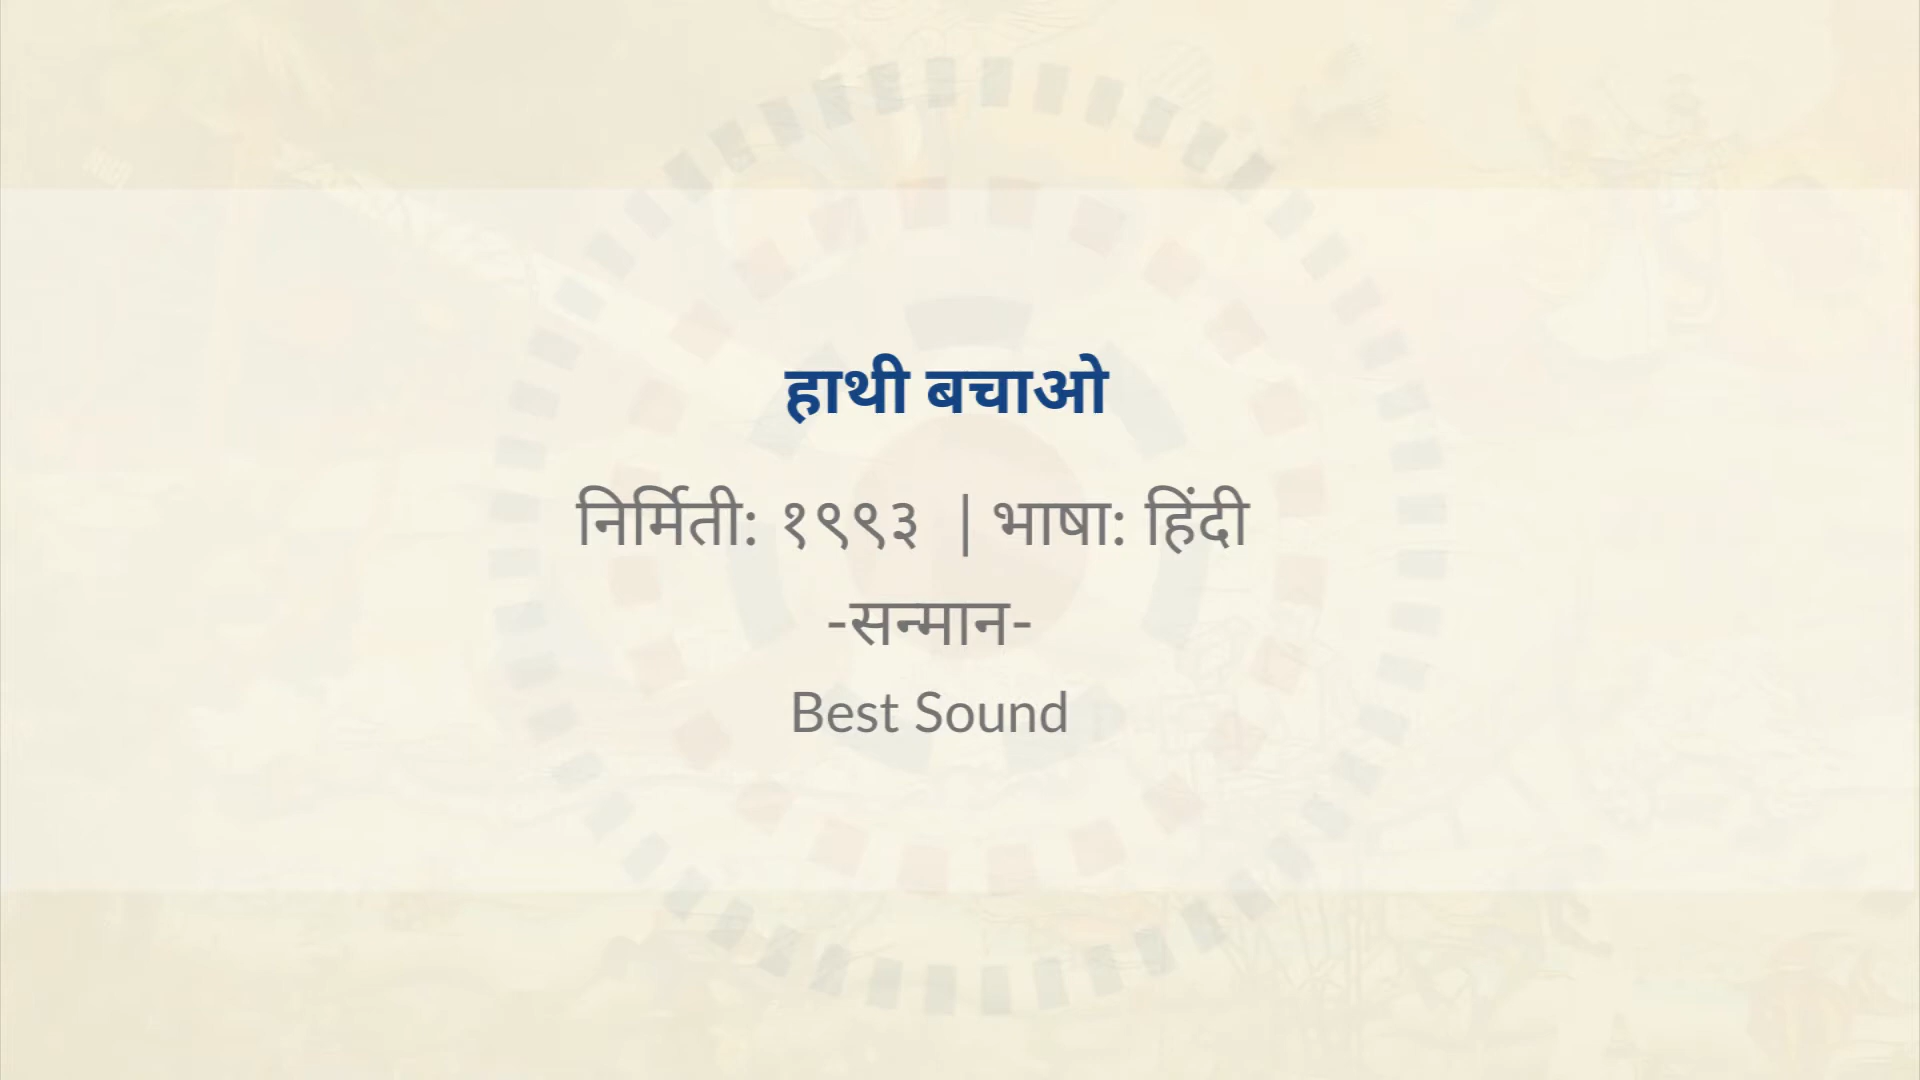 हाथी बचाओ
निर्मिती: १९९३ | भाषा: हिंदी
-सन्मान-
Best Sound